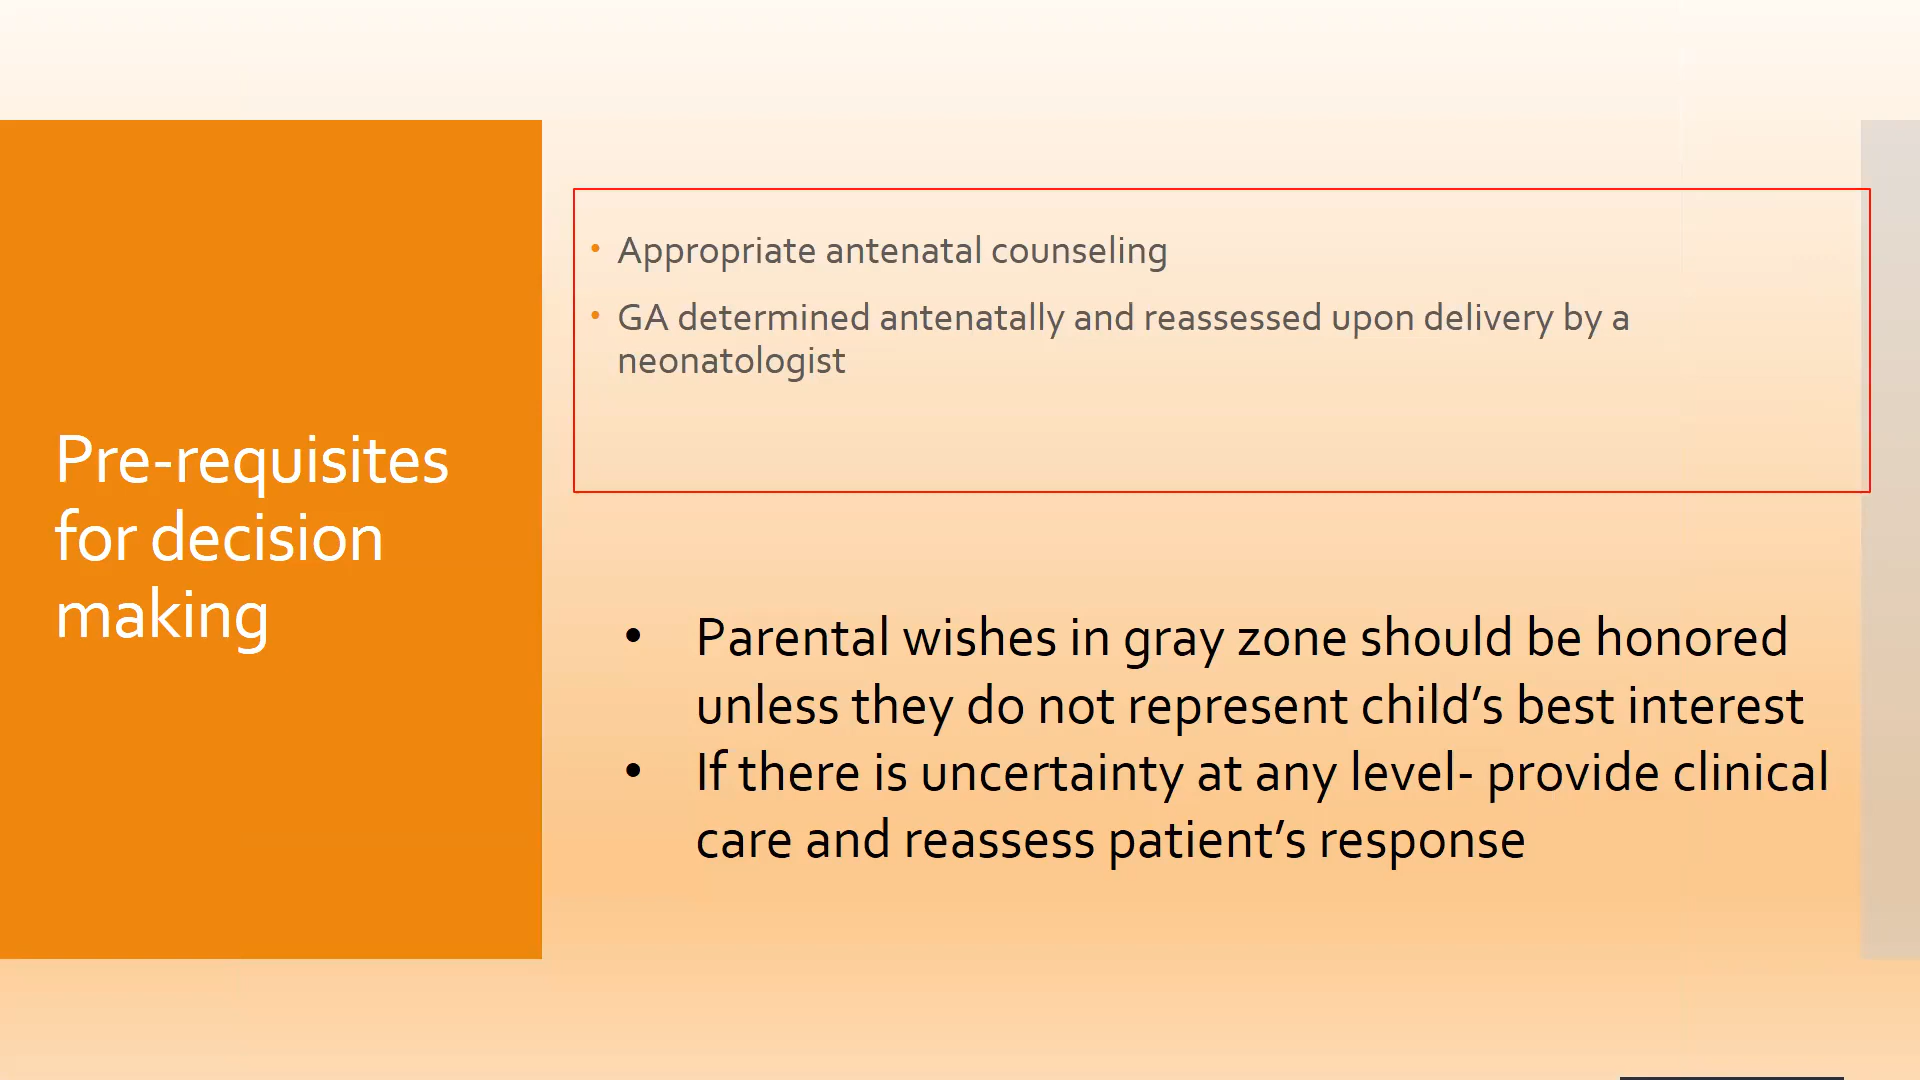 Pre-requisites
for decision
making
• Appropriate antenatal counseling
• GA determined antenatally and reassessed upon delivery by a
neonatologist
• Parental wishes in gray zone should be honored
unless they do not represent child’s best interest
• If there is uncertainty at any level- provide clinical
care and reassess patient’s response